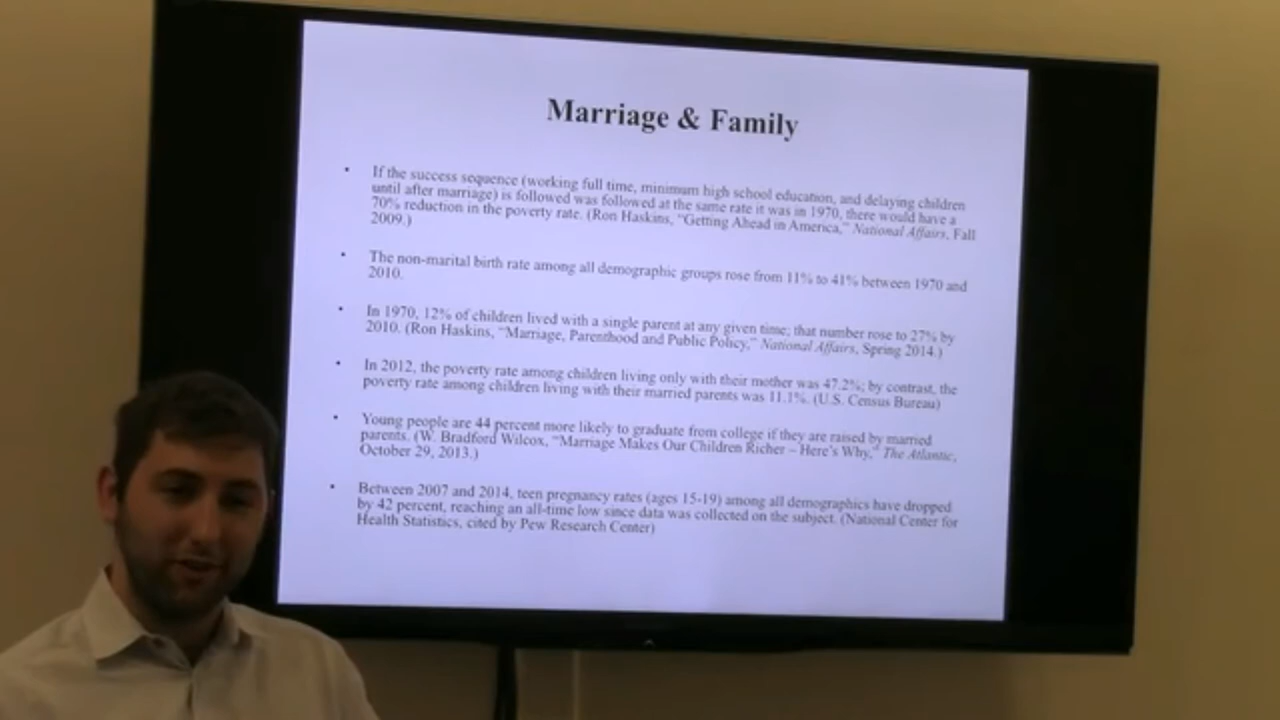 Marriage & Family
• If the success sequence (working full time, minimum high school education, and delaying children
until after marriage) is followed was followed at the same rate it was in 1970, there would have a
70% reduction in the poverty rate. (Ron Haskins, “Getting Ahead in America,” National Affairs, Fall
2009.)
• The non-marital birth rate among all demographic groups rose from 11% to 41% between 1970 and
2010.
• In 1970, 12% of children lived with a single parent at any given time; that number rose to 27% by
2010. (Ron Haskins, “Marriage, Parenthood and Public Policy,” National Affairs, Spring 2014.)
• In 2012, the poverty rate among children living only with their mother was 47.2%; by contrast, the
poverty rate among children living with their married parents was 11.1%. (U.S. Census Bureau)
• Young people are 44 percent more likely to graduate from college if they are raised by married
parents. (W. Bradford Wilcox, “Marriage Makes Our Children Richer – Here’s Why,” The Atlantic,
October 29, 2013.)
• Between 2007 and 2014, teen pregnancy rates (ages 15-19) among all demographics have dropped
by 42 percent, reaching an all-time low since data was collected on the subject. (National Center for
Health Statistics, cited by Pew Research Center)